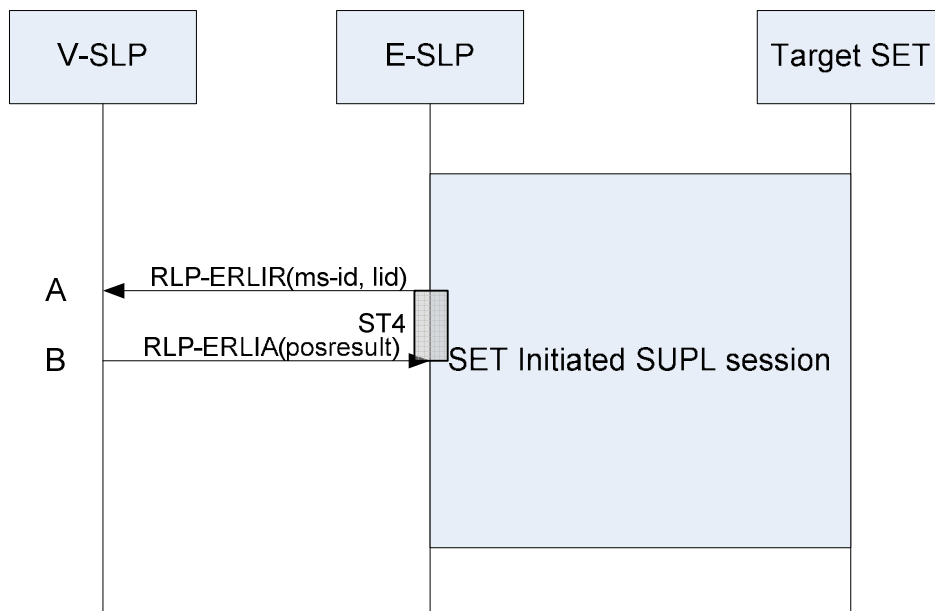 V-SLP
E-SLP
Target SET
A
RLP-ERLIR(ms-id, lid)
ST4
B
RLP-ERLIA(posresult)
SET Initiated SUPL session